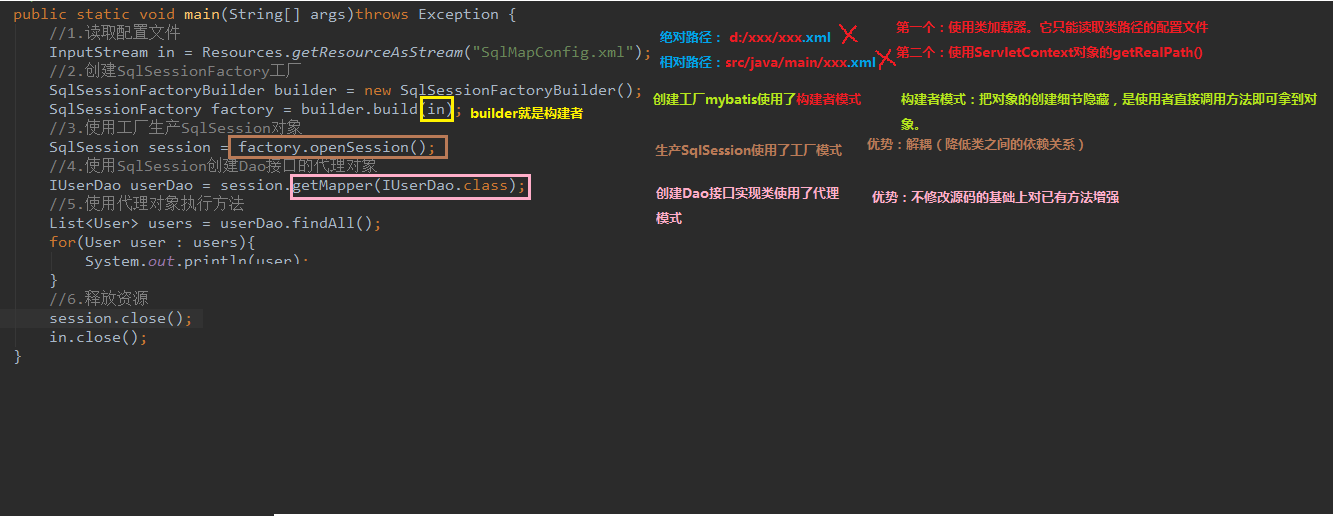 public static void main(String[] args)throws Exception {
//1.读取配置文件
InputStream in = Resources.getResourceAsStream("SqlMapConfig.xml");
//2.创建SqlSessionFactory工厂
SqlSessionFactoryBuilder builder = new SqlSessionFactoryBuilder();
SqlSessionFactory factory = builder.build(in);
builder就是构建者
//3.使用工厂生产SqlSession对象
SqlSession session = factory.openSession();
//4.使用SqlSession创建Dao接口的代理对象
IUserDao userDao = session.getMapper(IUserDao.class);
//5.使用代理对象执行方法
List<User> users = userDao.findAll();
for(User user : users){
System.out.println(user);
}
//6.释放资源
session.close();
in.close();
}
绝对路径： d:/xxx/xxx.xml
相对路径：src/java/main/xxx.xml
第一个：使用类加载器。它只能读取类路径的配置文件
第二个：使用ServletContext对象的getRealPath()
创建工厂mybatis使用了构建者模式
构建者模式：把对象的创建细节隐藏，是使用者直接调用方法即可拿到对
象。
生产SqlSession使用了工厂模式
优势：解耦（降低类之间的依赖关系）
创建Dao接口实现类使用了代理
模式
优势：不修改源码的基础上对已有方法增强